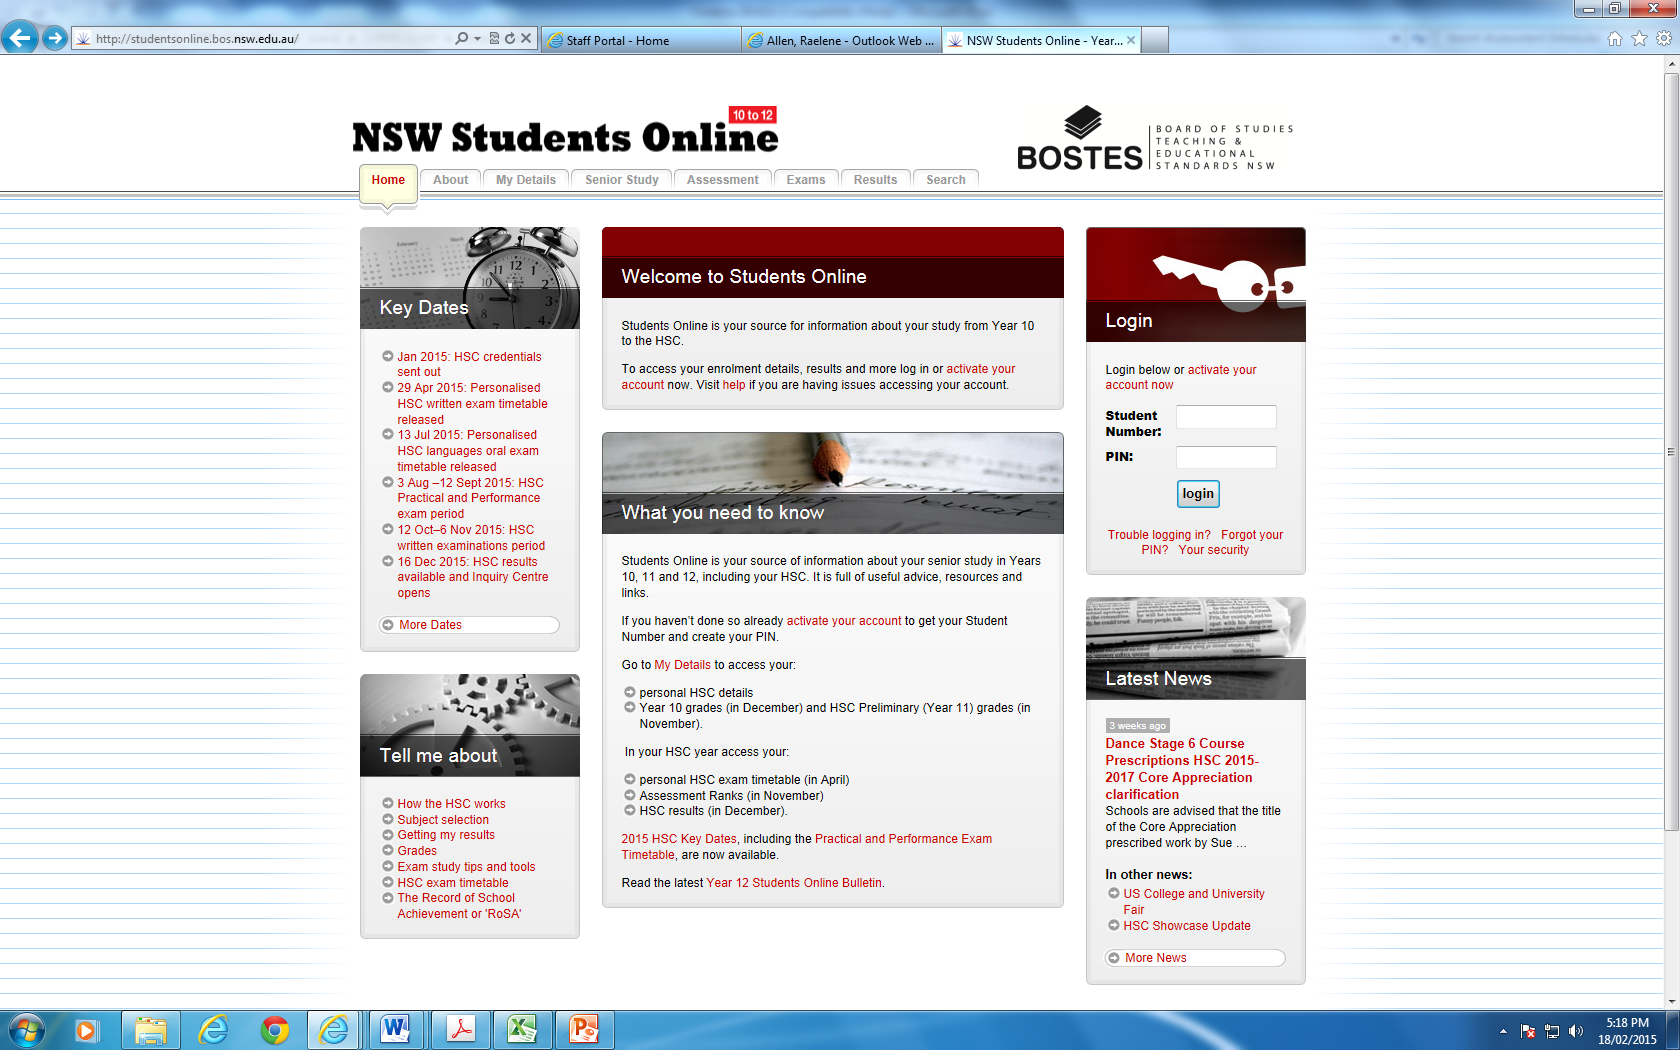 http://studentsonline.bos.nsw.edu.au/
Staff Portal - Home
Allen, Raelene - Outlook Web ...
NSW Students Online - Year...
NSW Students Online
10 to 12
BOSTES
BOARD OF STUDIES
TEACHING &
EDUCATIONAL
STANDARDS NSW
Home
About
My Details
Senior Study
Assessment
Exams
Results
Search
Key Dates
Jan 2015: HSC credentials
sent out
29 Apr 2015: Personalised
HSC written exam timetable
released
13 Jul 2015: Personalised
HSC languages oral exam
timetable released
3 Aug –12 Sept 2015: HSC
Practical and Performance
exam period
12 Oct–6 Nov 2015: HSC
written examinations period
16 Dec 2015: HSC results
available and Inquiry Centre
opens
More Dates
Tell me about
How the HSC works
Subject selection
Getting my results
Grades
Exam study tips and tools
HSC exam timetable
The Record of School
Achievement or 'RoSA'
Welcome to Students Online
Students Online is your source for information about your study from Year 10
to the HSC.
To access your enrolment details, results and more log in or activate your
account now. Visit help if you are having issues accessing your account.
What you need to know
Students Online is your source of information about your senior study in Years
10, 11 and 12, including your HSC. It is full of useful advice, resources and
links.
If you haven't done so already activate your account to get your Student
Number and create your PIN.
Go to My Details to access your:
personal HSC details
Year 10 grades (in December) and HSC Preliminary (Year 11) grades (in
November).
In your HSC year access your:
personal HSC exam timetable (in April)
Assessment Ranks (in November)
HSC results (in December).
2015 HSC Key Dates, including the Practical and Performance Exam
Timetable, are now available.
Read the latest Year 12 Students Online Bulletin.
Login
Login below or activate your
account now
Student
Number:
PIN:
login
Trouble logging in? Forgot your
PIN? Your security
Latest News
3 weeks ago
Dance Stage 6 Course
Prescriptions HSC 2015-
2017 Core Appreciation
clarification
Schools are advised that the title
of the Core Appreciation
prescribed work by Sue ...
In other news:
US College and University
Fair
HSC Showcase Update
More News
5:18 PM
18/02/2015